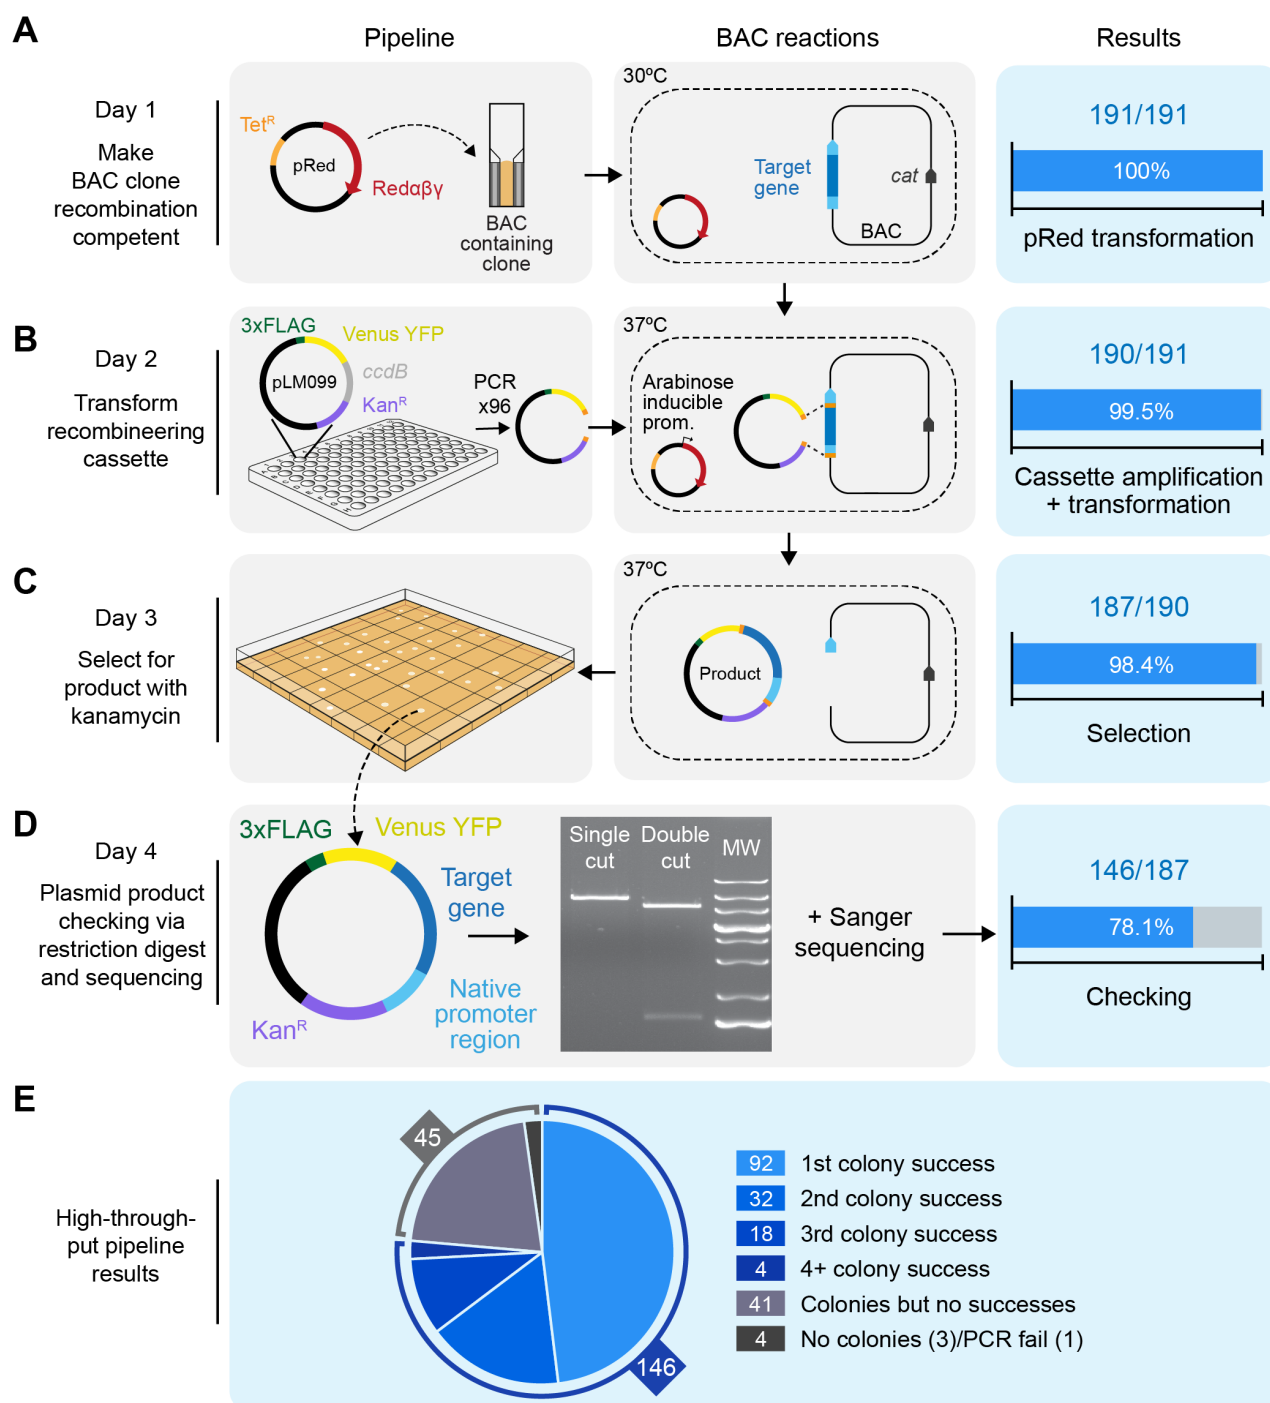 A
Pipeline
BAC reactions
Results
Day 1
Make
BAC clone
recombination
competent
Tet^R
pRed
Redαβγ
BAC
containing
clone
30ºC
Target
gene
cat
BAC
191/191
100%
pRed transformation
B
Day 2
Transform
recombineering
cassette
3xFLAG
Venus YFP
pLM099
ccdB
Kan^R
PCR
x96
37ºC
Arabinose
inducible
prom.
190/191
99.5%
Cassette amplification
+ transformation
C
Day 3
Select for
product with
kanamycin
37ºC
Product
187/190
98.4%
Selection
D
Day 4
Plasmid product
checking via
restriction digest
and sequencing
3xFLAG
Venus YFP
Target
gene
Native
promoter
region
Kan^R
Single
cut
Double
cut
MW
+ Sanger
sequencing
146/187
78.1%
Checking
E
High-through-
put pipeline
results
45
146
92 1st colony success
32 2nd colony success
18 3rd colony success
4 4+ colony success
41 Colonies but no successes
4 No colonies (3)/PCR fail (1)